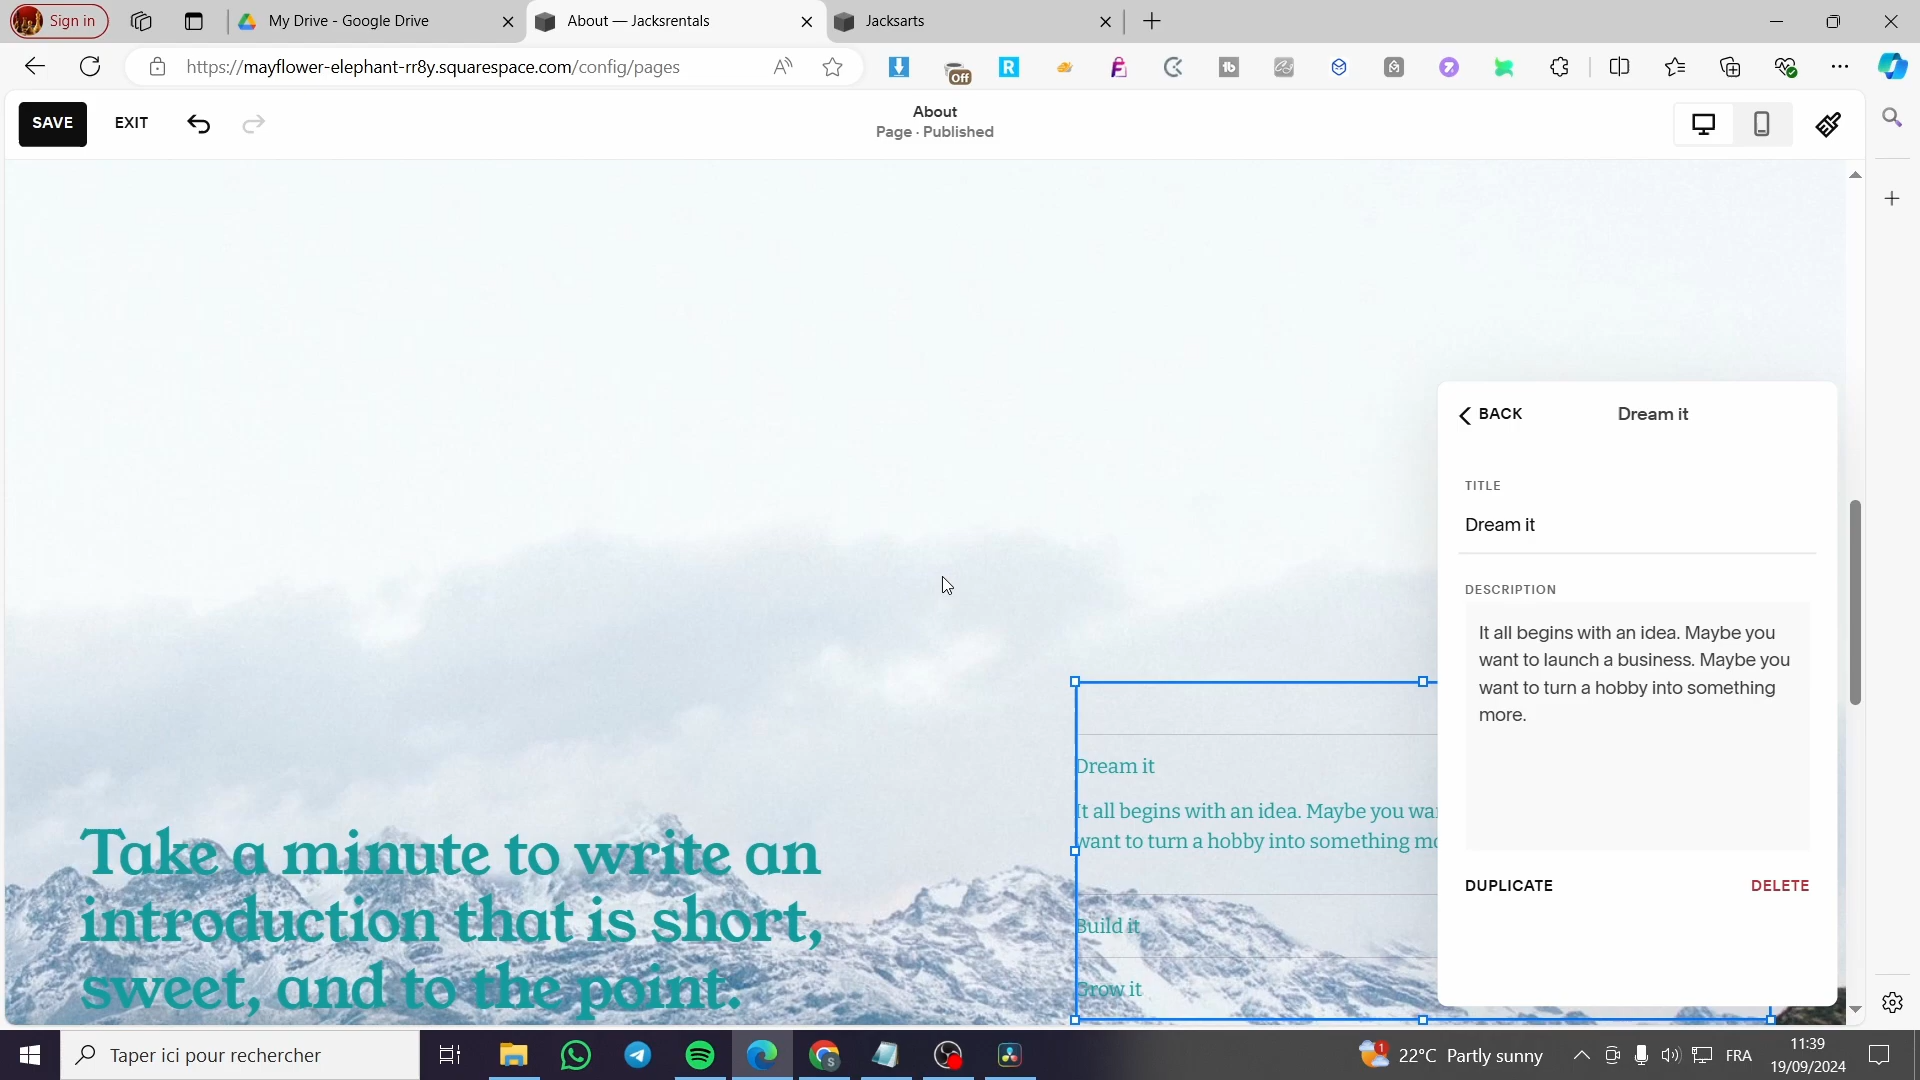 Sign in
My Drive - Google Drive
About — Jacksrentals
Jacksarts
https://mayflower-elephant-rr8y.squarespace.com/config/pages
Off
SAVE
EXIT
About
Page · Published
BACK
Dream it
TITLE
Dream it
DESCRIPTION
It all begins with an idea. Maybe you
want to launch a business. Maybe you
want to turn a hobby into something
more.
DUPLICATE
DELETE
Dream it
It all begins with an idea. Maybe you
want to turn a hobby into something
Build it
Grow it
Take a minute to write an
introduction that is short,
sweet, and to the point.
Taper ici pour rechercher
1
22°C Partly sunny
FRA
11:39
19/09/2024